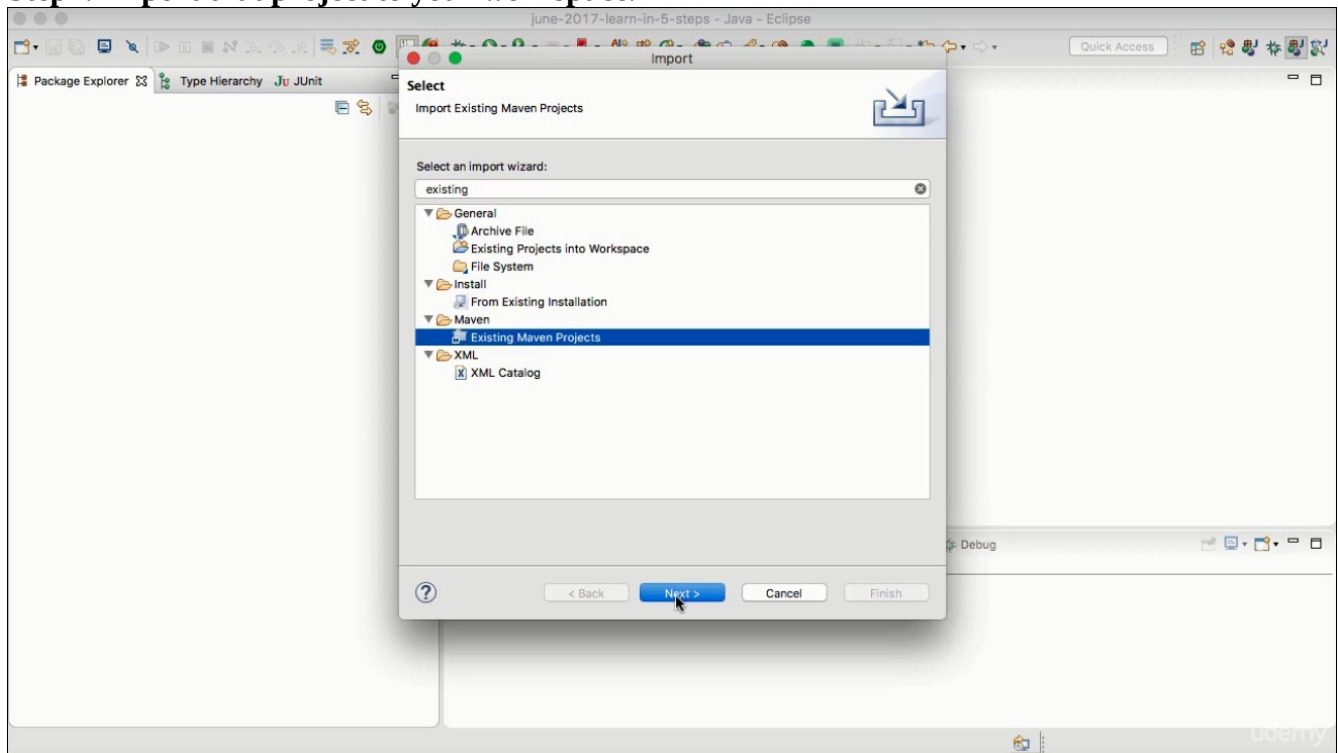 june-2017-learn-in-5-steps - Java - Eclipse
Quick Access
Import
Package Explorer
Type Hierarchy
Ju JUnit
Select
Import Existing Maven Projects
Select an import wizard:
existing
General
Archive File
Existing Projects into Workspace
File System
Install
From Existing Installation
Maven
Existing Maven Projects
XML
XML Catalog
Debug
?
< Back
Next >
Cancel
Finish
udemy